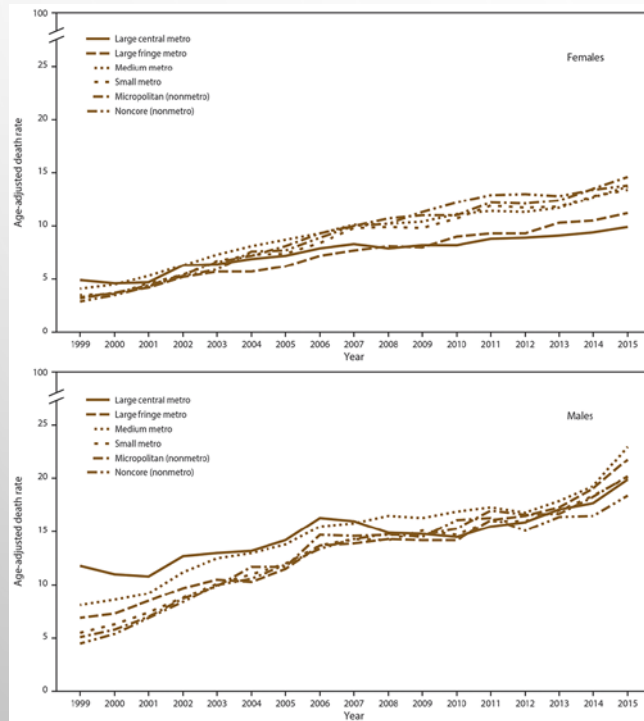 100
Large central metro
Large fringe metro
Medium metro
Small metro
Micropolitan (nonmetro)
Noncore (nonmetro)
Females
25
20
15
10
5
0
Age-adjusted death rate
1999 2000 2001 2002 2003 2004 2005 2006 2007 2008 2009 2010 2011 2012 2013 2014 2015
Year
100
Large central metro
Large fringe metro
Medium metro
Small metro
Micropolitan (nonmetro)
Noncore (nonmetro)
Males
25
20
15
10
5
0
Age-adjusted death rate
1999 2000 2001 2002 2003 2004 2005 2006 2007 2008 2009 2010 2011 2012 2013 2014 2015
Year